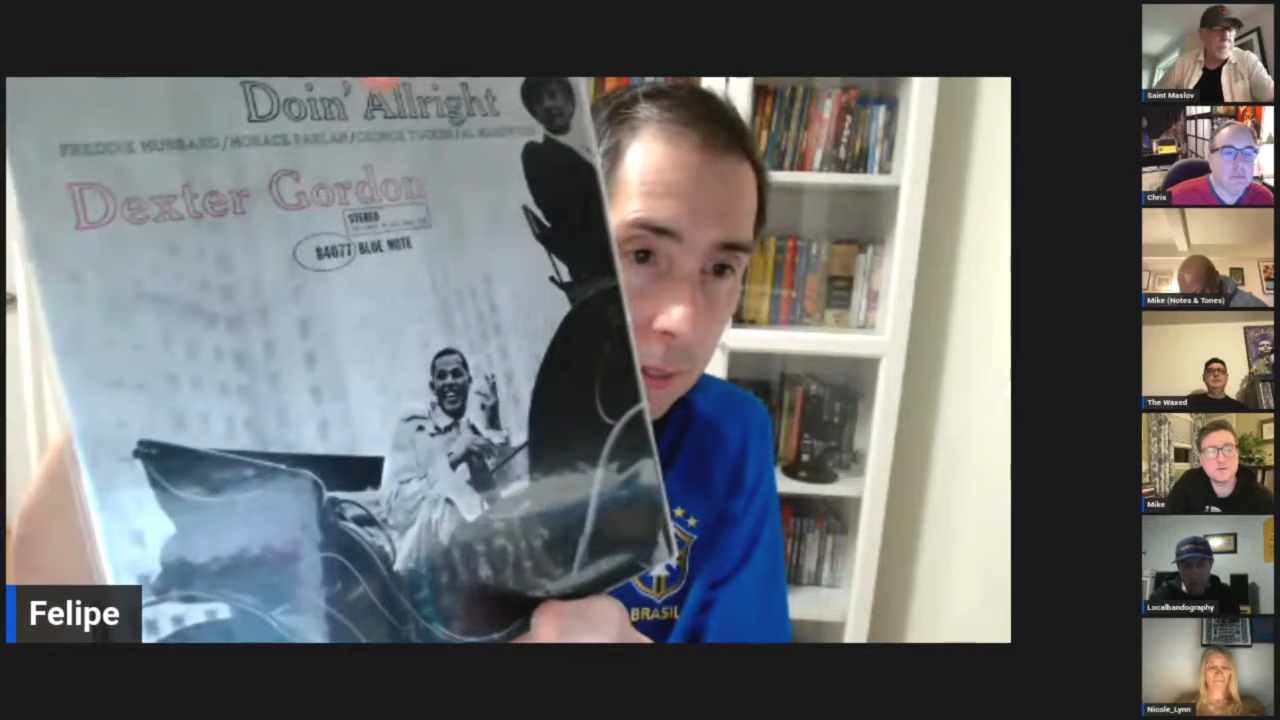 Doin' Allright
FREDDIE HUBBARD/HORACE PARLAN/GEORGE TUCKER/AL HAREWOOD
Dexter Gordon
STEREO
84077 BLUE NOTE
BRASIL
Felipe
Saint Maslov
Chris
Mike (Notes & Tones)
The Waxed
Mike
Localbandography
Nicole_Lynn